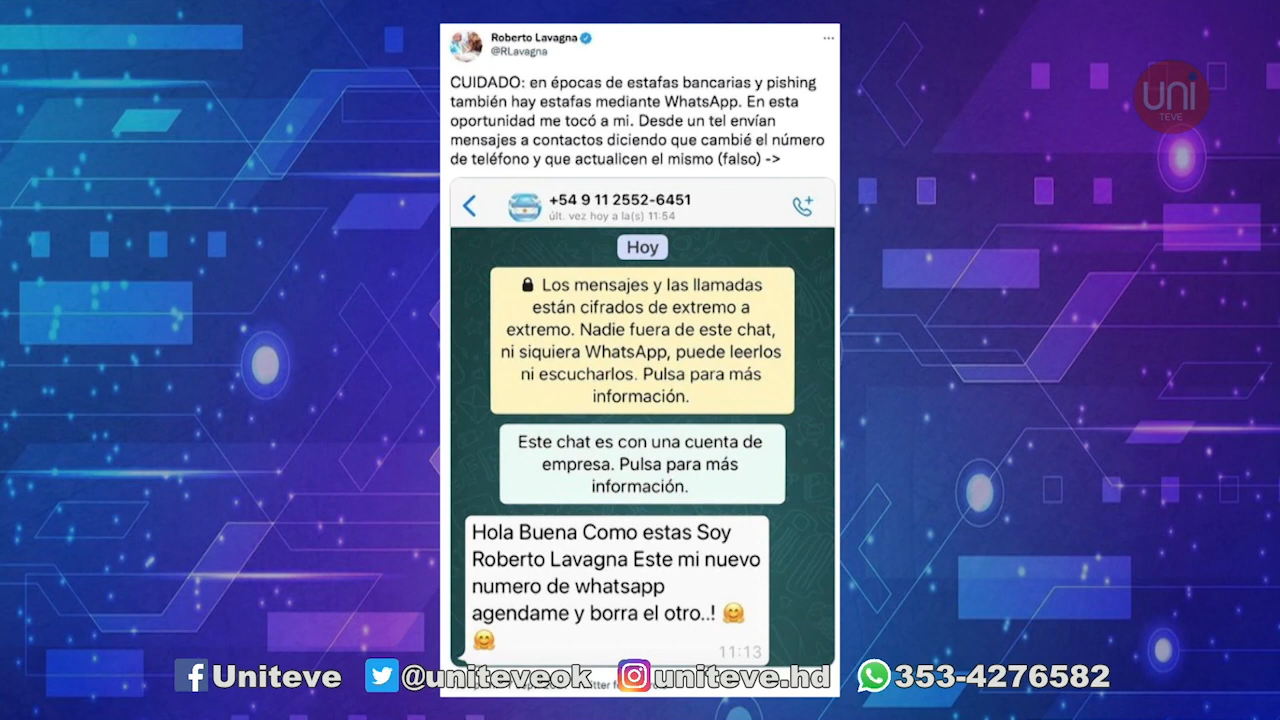 Roberto Lavagna
@RLavagna
CUIDADO: en épocas de estafas bancarias y pishing
también hay estafas mediante WhatsApp. En esta
oportunidad me tocó a mi. Desde un tel envían
mensajes a contactos diciendo que cambié el número
de teléfono y que actualicen el mismo (falso) ->
+54 9 11 2552-6451
últ. vez hoy a la(s) 11:54
Hoy
Los mensajes y las llamadas
están cifrados de extremo a
extremo. Nadie fuera de este chat,
ni siquiera WhatsApp, puede leerlos
ni escucharlos. Pulsa para más
información.
Este chat es con una cuenta de
empresa. Pulsa para más
información.
Hola Buena Como estas Soy
Roberto Lavagna Este mi nuevo
numero de whatsapp
agendame y borra el otro..! 🤗
🤗
11:13
uni
TEVE
Uniteve
@uniteveok
uniteve.hd
353-4276582